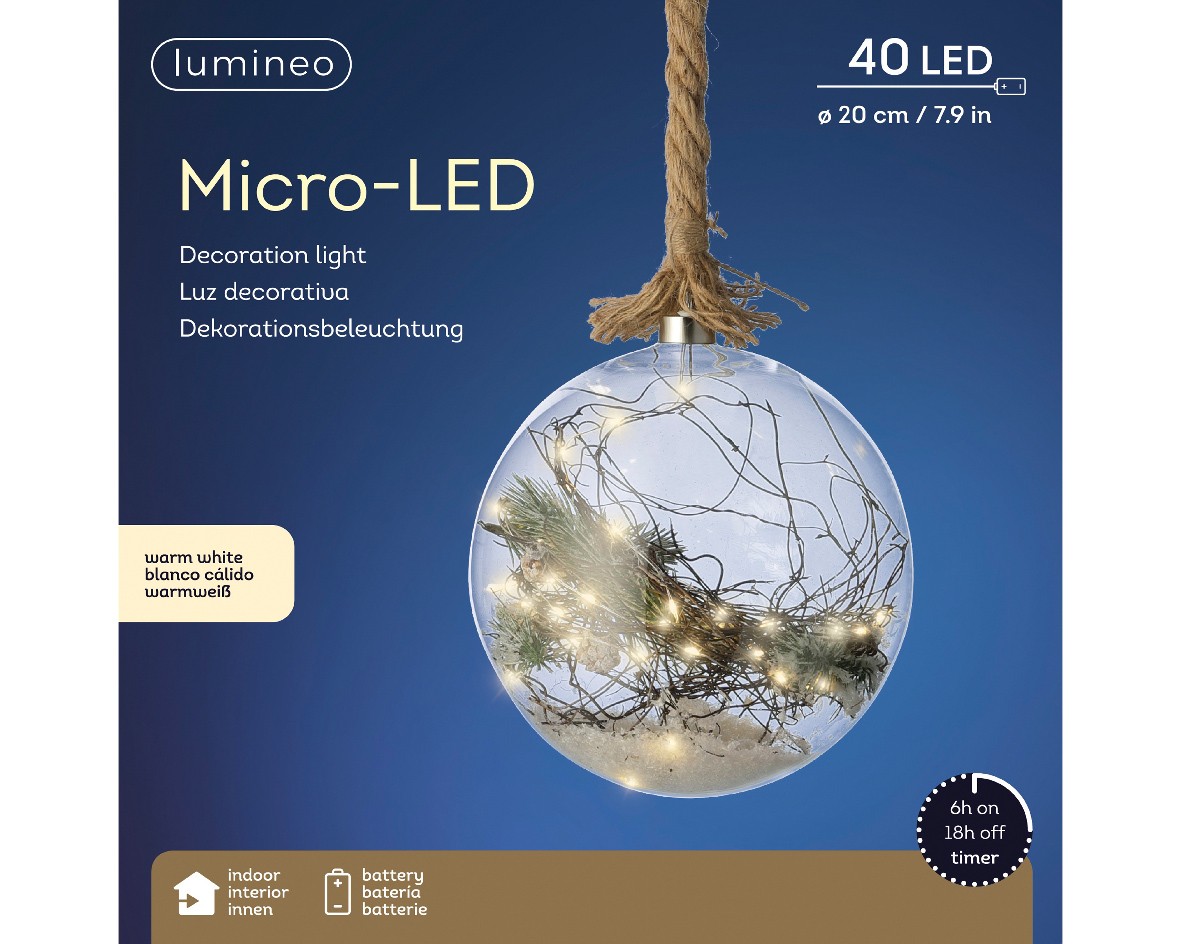 lumineo
40 LED
ø 20 cm / 7.9 in
Micro-LED
Decoration light
Luz decorativa
Dekorationsbeleuchtung
warm white
blanco cálido
warmweiß
6h on
18h off
timer
indoor
interior
innen
battery
bateria
batterie